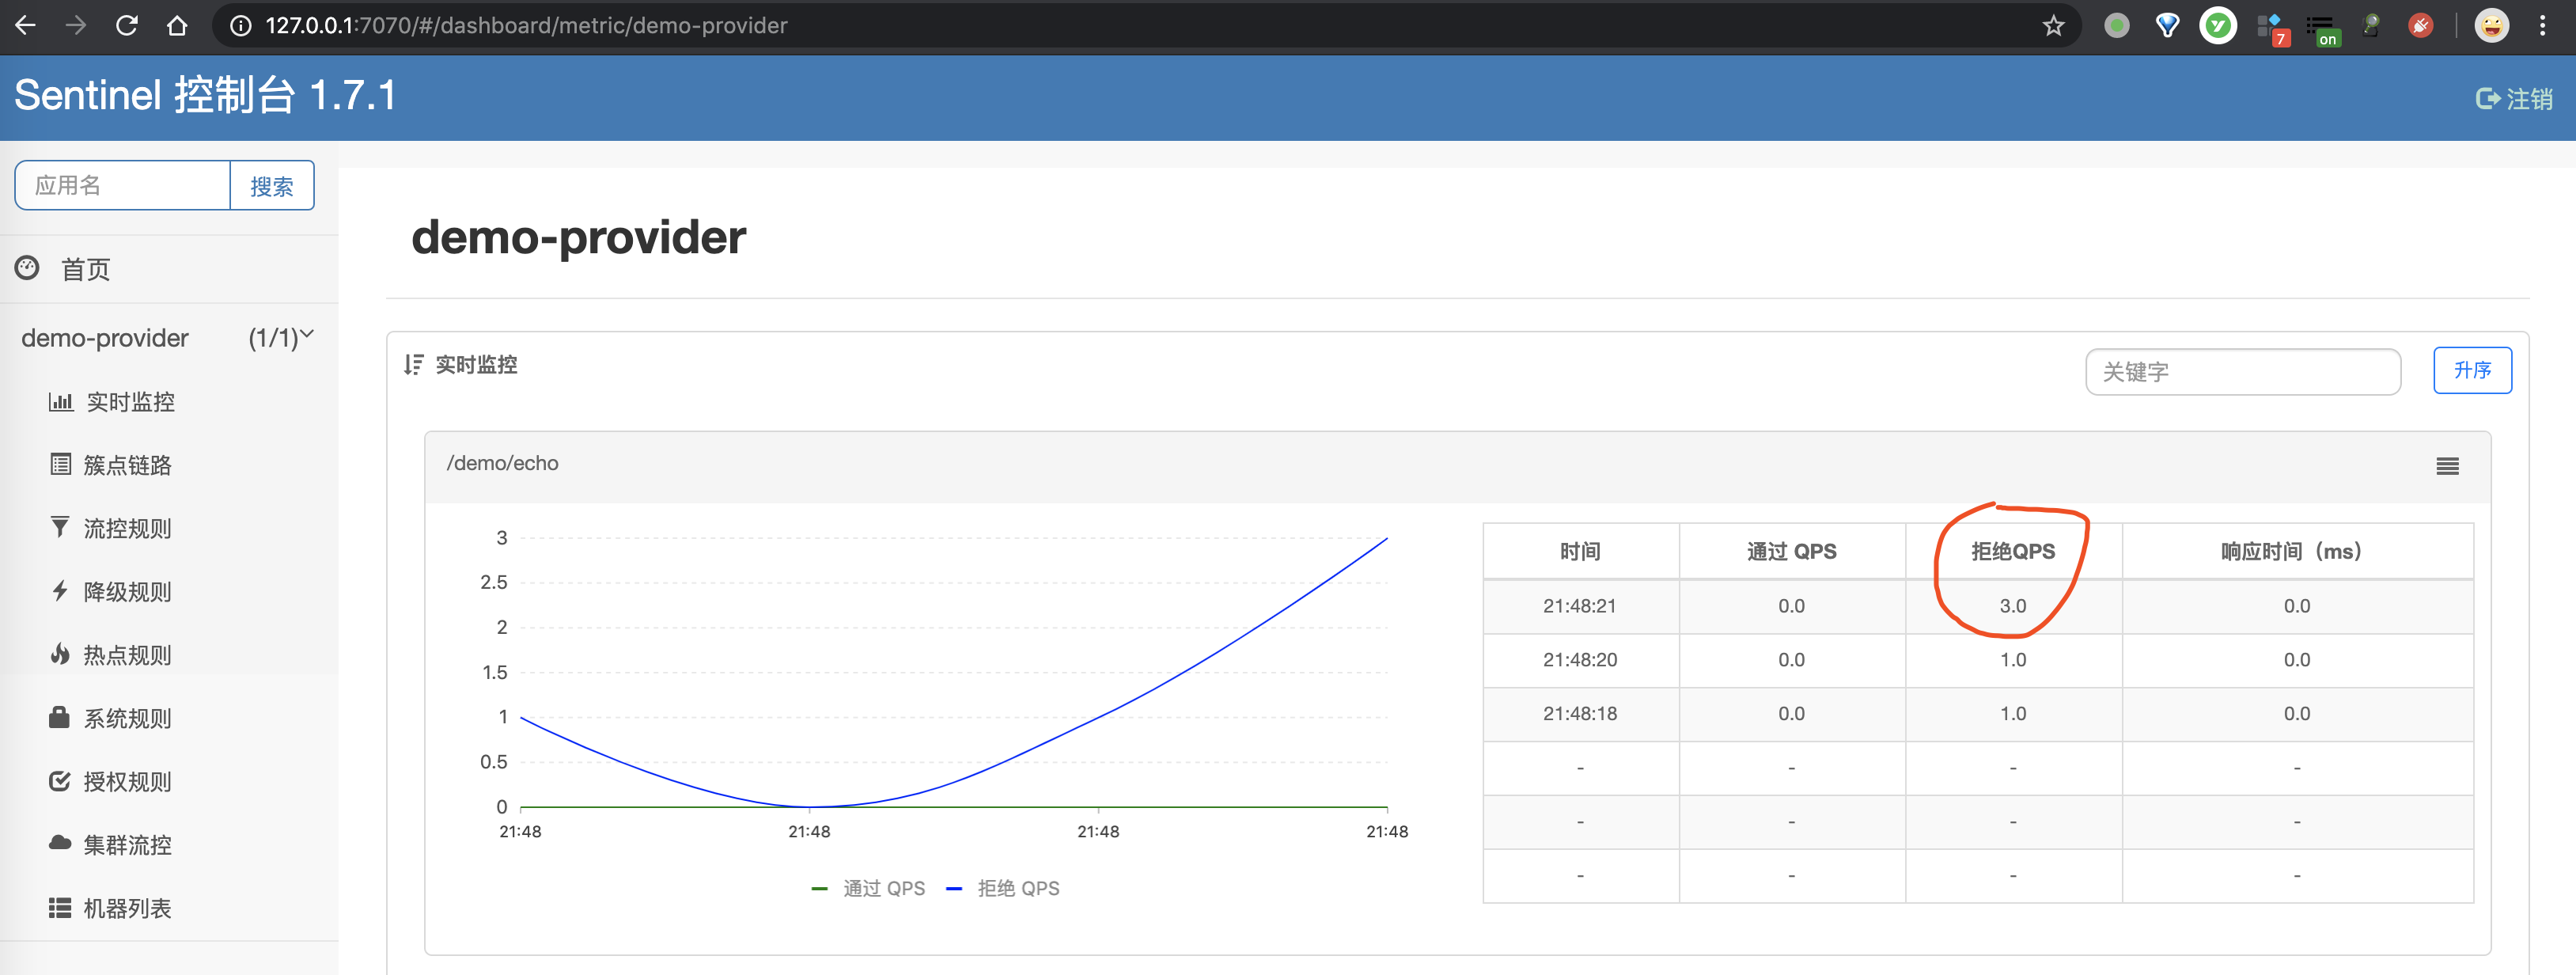 127.0.0.1:7070/#/dashboard/metric/demo-provider
7
on
Sentinel 控制台 1.7.1
注销
应用名 搜索
首页
demo-provider (1/1)
实时监控
簇点链路
流控规则
降级规则
热点规则
系统规则
授权规则
集群流控
机器列表
demo-provider
实时监控
关键字 升序
/demo/echo
3
2.5
2
1.5
1
0.5
0
21:48 21:48 21:48 21:48
通过 QPS 拒绝 QPS
时间 通过 QPS 拒绝QPS 响应时间（ms）
21:48:21 0.0 3.0 0.0
21:48:20 0.0 1.0 0.0
21:48:18 0.0 1.0 0.0
- - - -
- - - -
- - - -